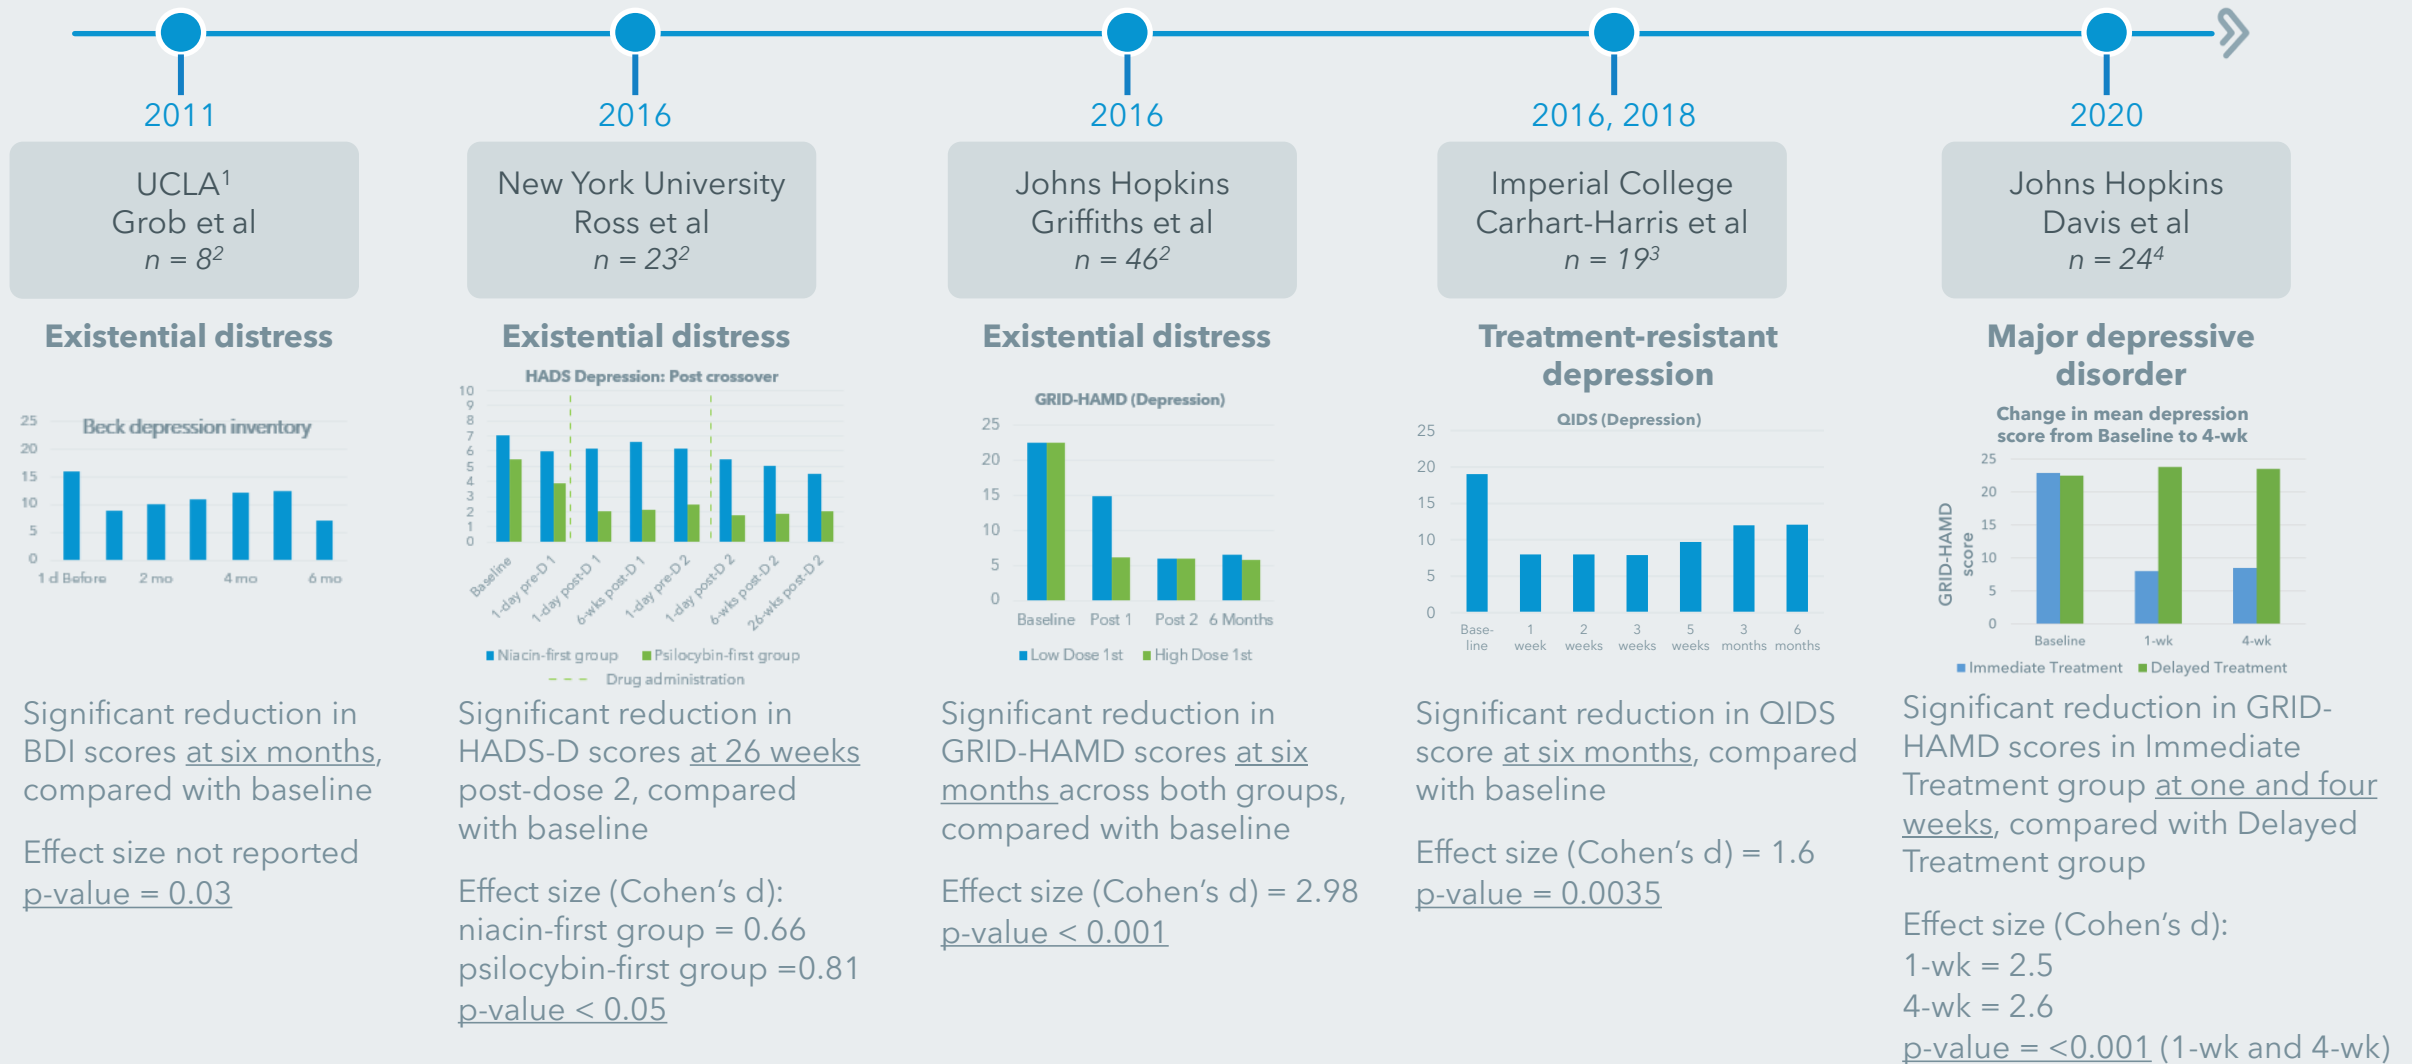 2011
UCLA1
Grob et al
n = 82
Existential distress
Beck depression inventory
25
20
15
10
5
0
1 d Before
2 mo
4 mo
6 mo
Significant reduction in
BDI scores at six months,
compared with baseline
Effect size not reported
p-value = 0.03
2016
New York University
Ross et al
n = 232
Existential distress
HADS Depression: Post crossover
10
9
8
7
6
5
4
3
2
1
0
Baseline
1-day pre-D 1
1-day post-D 1
6-wks post-D 1
1-day pre-D 2
1-day post-D 2
6-wks post-D 2
26-wks post-D 2
Niacin-first group
Psilocybin-first group
Drug administration
Significant reduction in
HADS-D scores at 26 weeks
post-dose 2, compared
with baseline
Effect size (Cohen’s d):
niacin-first group = 0.66
psilocybin-first group =0.81
p-value < 0.05
2016
Johns Hopkins
Griffiths et al
n = 462
Existential distress
GRID-HAMD (Depression)
25
20
15
10
5
0
Baseline
Post 1
Post 2
6 Months
Low Dose 1st
High Dose 1st
Significant reduction in
GRID-HAMD scores at six
months across both groups,
compared with baseline
Effect size (Cohen’s d) = 2.98
p-value < 0.001
2016, 2018
Imperial College
Carhart-Harris et al
n = 193
Treatment-resistant
depression
QIDS (Depression)
25
20
15
10
5
0
Base-
line
1
week
2
weeks
3
weeks
5
weeks
3
months
6
months
Significant reduction in QIDS
score at six months, compared
with baseline
Effect size (Cohen’s d) = 1.6
p-value = 0.0035
2020
Johns Hopkins
Davis et al
n = 244
Major depressive
disorder
Change in mean depression
score from Baseline to 4-wk
GRID-HAMD
score
25
20
15
10
5
0
Baseline
1-wk
4-wk
Immediate Treatment
Delayed Treatment
Significant reduction in GRID-
HAMD scores in Immediate
Treatment group at one and four
weeks, compared with Delayed
Treatment group
Effect size (Cohen’s d):
1-wk = 2.5
4-wk = 2.6
p-value = <0.001 (1-wk and 4-wk)